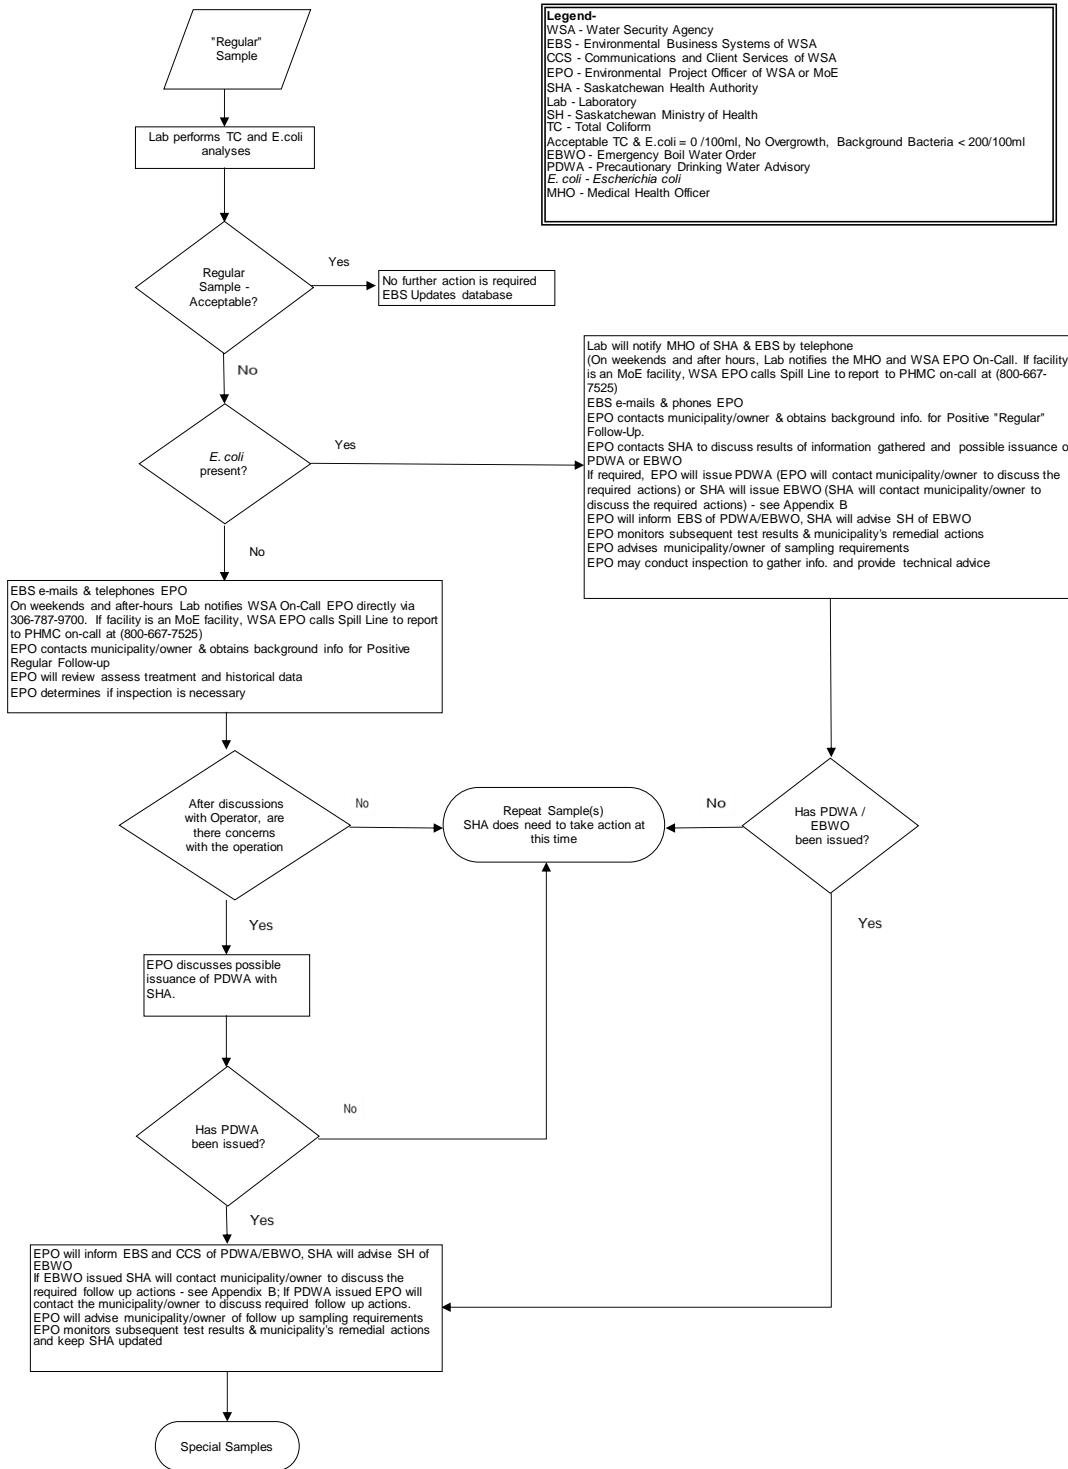 "Regular"
Sample
Legend-
WSA - Water Security Agency
EBS - Environmental Business Systems of WSA
CCS - Communications and Client Services of WSA
EPO - Environmental Project Officer of WSA or MoE
SHA - Saskatchewan Health Authority
Lab - Laboratory
SH - Saskatchewan Ministry of Health
TC - Total Coliform
Acceptable TC & E.coli = 0 /100ml, No Overgrowth, Background Bacteria < 200/100ml
EBWO - Emergency Boil Water Order
PDWA - Precautionary Drinking Water Advisory
E. coli - Escherichia coli
MHO - Medical Health Officer
Lab performs TC and E.coli
analyses
Regular
Sample -
Acceptable?
Yes
No further action is required
EBS Updates database
No
E. coli
present?
Yes
Lab will notify MHO of SHA & EBS by telephone
(On weekends and after hours, Lab notifies the MHO and WSA EPO On-Call. If facility
is an MoE facility, WSA EPO calls Spill Line to report to PHMC on-call at (800-667-
7525)
EBS e-mails & phones EPO
EPO contacts municipality/owner & obtains background info. for Positive "Regular"
Follow-Up.
EPO contacts SHA to discuss results of information gathered and possible issuance o
PDWA or EBWO
If required, EPO will issue PDWA (EPO will contact municipality/owner to discuss the
required actions) or SHA will issue EBWO (SHA will contact municipality/owner to
discuss the required actions) - see Appendix B
EPO will inform EBS of PDWA/EBWO, SHA will advise SH of EBWO
EPO monitors subsequent test results & municipality's remedial actions
EPO advises municipality/owner of sampling requirements
EPO may conduct inspection to gather info. and provide technical advice
No
EBS e-mails & telephones EPO
On weekends and after-hours Lab notifies WSA On-Call EPO directly via
306-787-9700. If facility is an MoE facility, WSA EPO calls Spill Line to report
to PHMC on-call at (800-667-7525)
EPO contacts municipality/owner & obtains background info for Positive
Regular Follow-up
EPO will review assess treatment and historical data
EPO determines if inspection is necessary
After discussions
with Operator, are
there concerns
with the operation
No
Repeat Sample(s)
SHA does need to take action at
this time
No
Has PDWA /
EBWO
been issued?
Yes
Yes
EPO discusses possible
issuance of PDWA with
SHA.
Has PDWA
been issued?
No
Yes
EPO will inform EBS and CCS of PDWA/EBWO, SHA will advise SH of
EBWO
If EBWO issued SHA will contact municipality/owner to discuss the
required follow up actions - see Appendix B; If PDWA issued EPO will
contact the municipality/owner to discuss required follow up actions.
EPO will advise municipality/owner of follow up sampling requirements
EPO monitors subsequent test results & municipality's remedial actions
and keep SHA updated
Special Samples